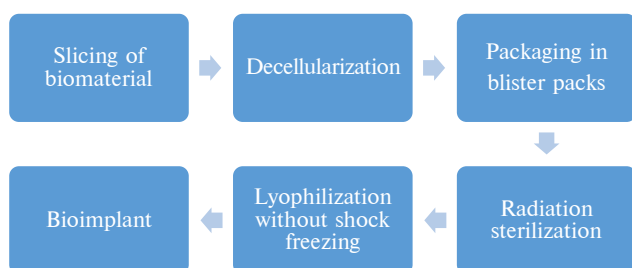 Slicing of
biomaterial
Decellularization
Packaging in
blister packs
Radiation
sterilization
Lyophilization
without shock
freezing
Bioimplant